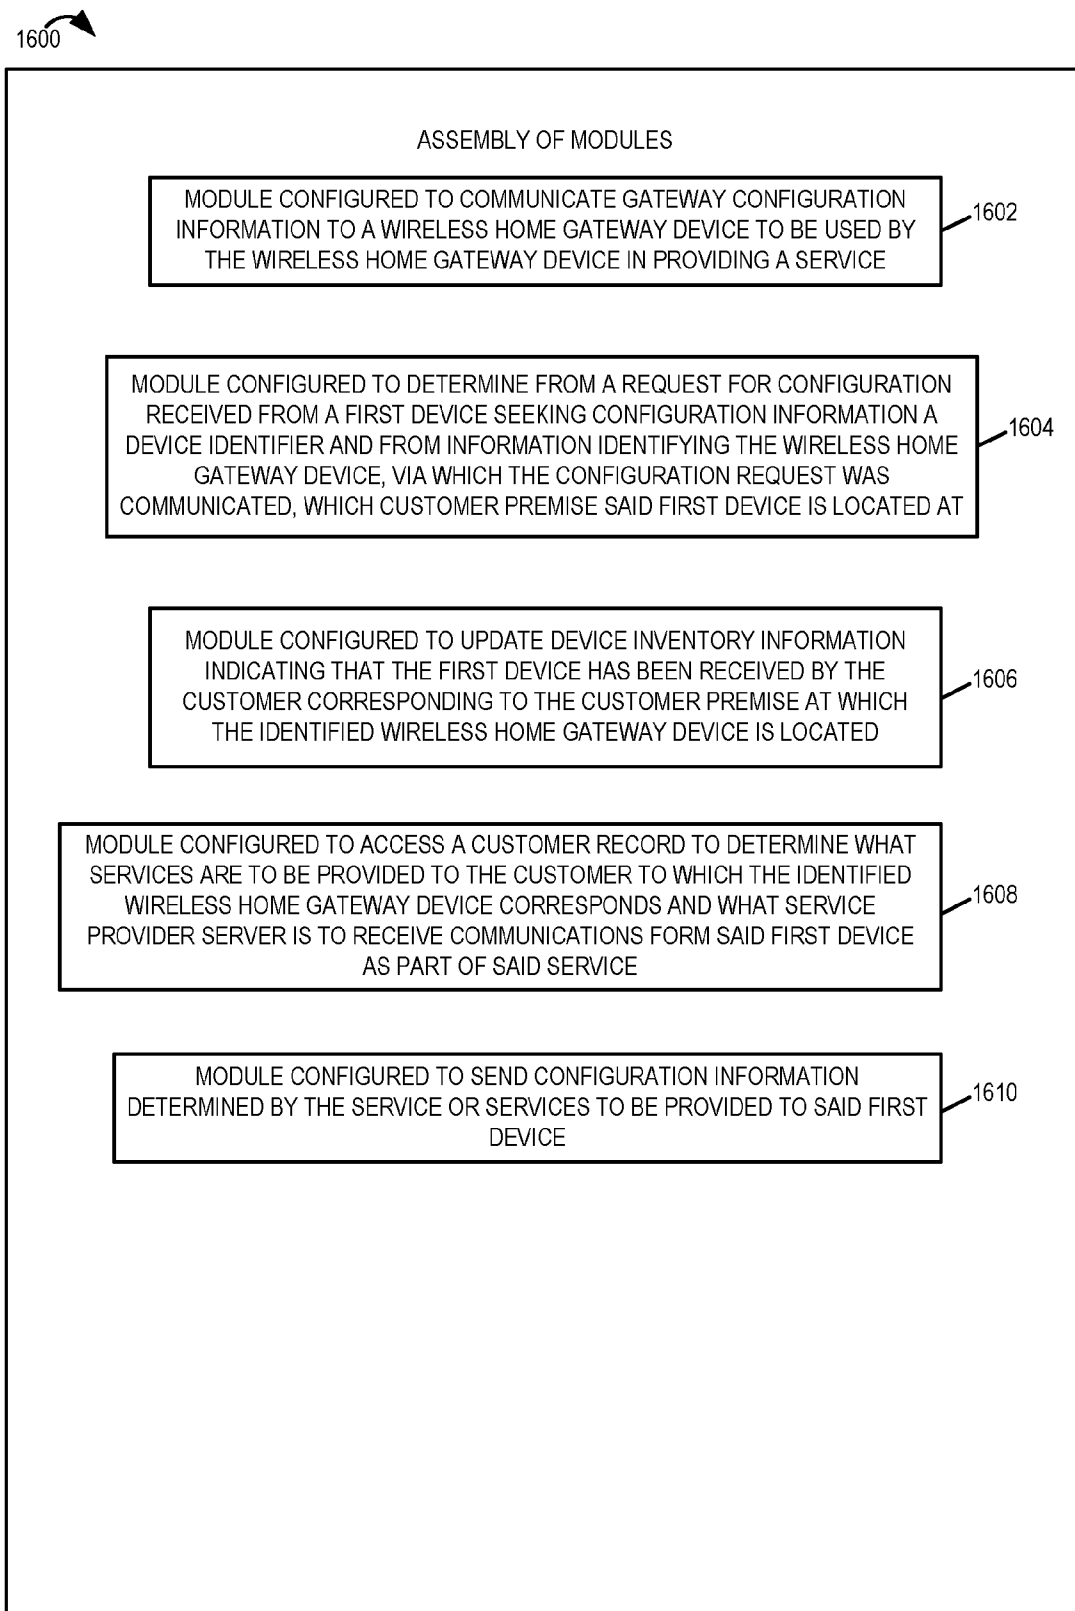 1600
ASSEMBLY OF MODULES
MODULE CONFIGURED TO COMMUNICATE GATEWAY CONFIGURATION
INFORMATION TO A WIRELESS HOME GATEWAY DEVICE TO BE USED BY
THE WIRELESS HOME GATEWAY DEVICE IN PROVIDING A SERVICE
1602
MODULE CONFIGURED TO DETERMINE FROM A REQUEST FOR CONFIGURATION
RECEIVED FROM A FIRST DEVICE SEEKING CONFIGURATION INFORMATION A
DEVICE IDENTIFIER AND FROM INFORMATION IDENTIFYING THE WIRELESS HOME
GATEWAY DEVICE, VIA WHICH THE CONFIGURATION REQUEST WAS
COMMUNICATED, WHICH CUSTOMER PREMISE SAID FIRST DEVICE IS LOCATED AT
1604
MODULE CONFIGURED TO UPDATE DEVICE INVENTORY INFORMATION
INDICATING THAT THE FIRST DEVICE HAS BEEN RECEIVED BY THE
CUSTOMER CORRESPONDING TO THE CUSTOMER PREMISE AT WHICH
THE IDENTIFIED WIRELESS HOME GATEWAY DEVICE IS LOCATED
1606
MODULE CONFIGURED TO ACCESS A CUSTOMER RECORD TO DETERMINE WHAT
SERVICES ARE TO BE PROVIDED TO THE CUSTOMER TO WHICH THE IDENTIFIED
WIRELESS HOME GATEWAY DEVICE CORRESPONDS AND WHAT SERVICE
PROVIDER SERVER IS TO RECEIVE COMMUNICATIONS FORM SAID FIRST DEVICE
AS PART OF SAID SERVICE
1608
MODULE CONFIGURED TO SEND CONFIGURATION INFORMATION
DETERMINED BY THE SERVICE OR SERVICES TO BE PROVIDED TO SAID FIRST
DEVICE
1610